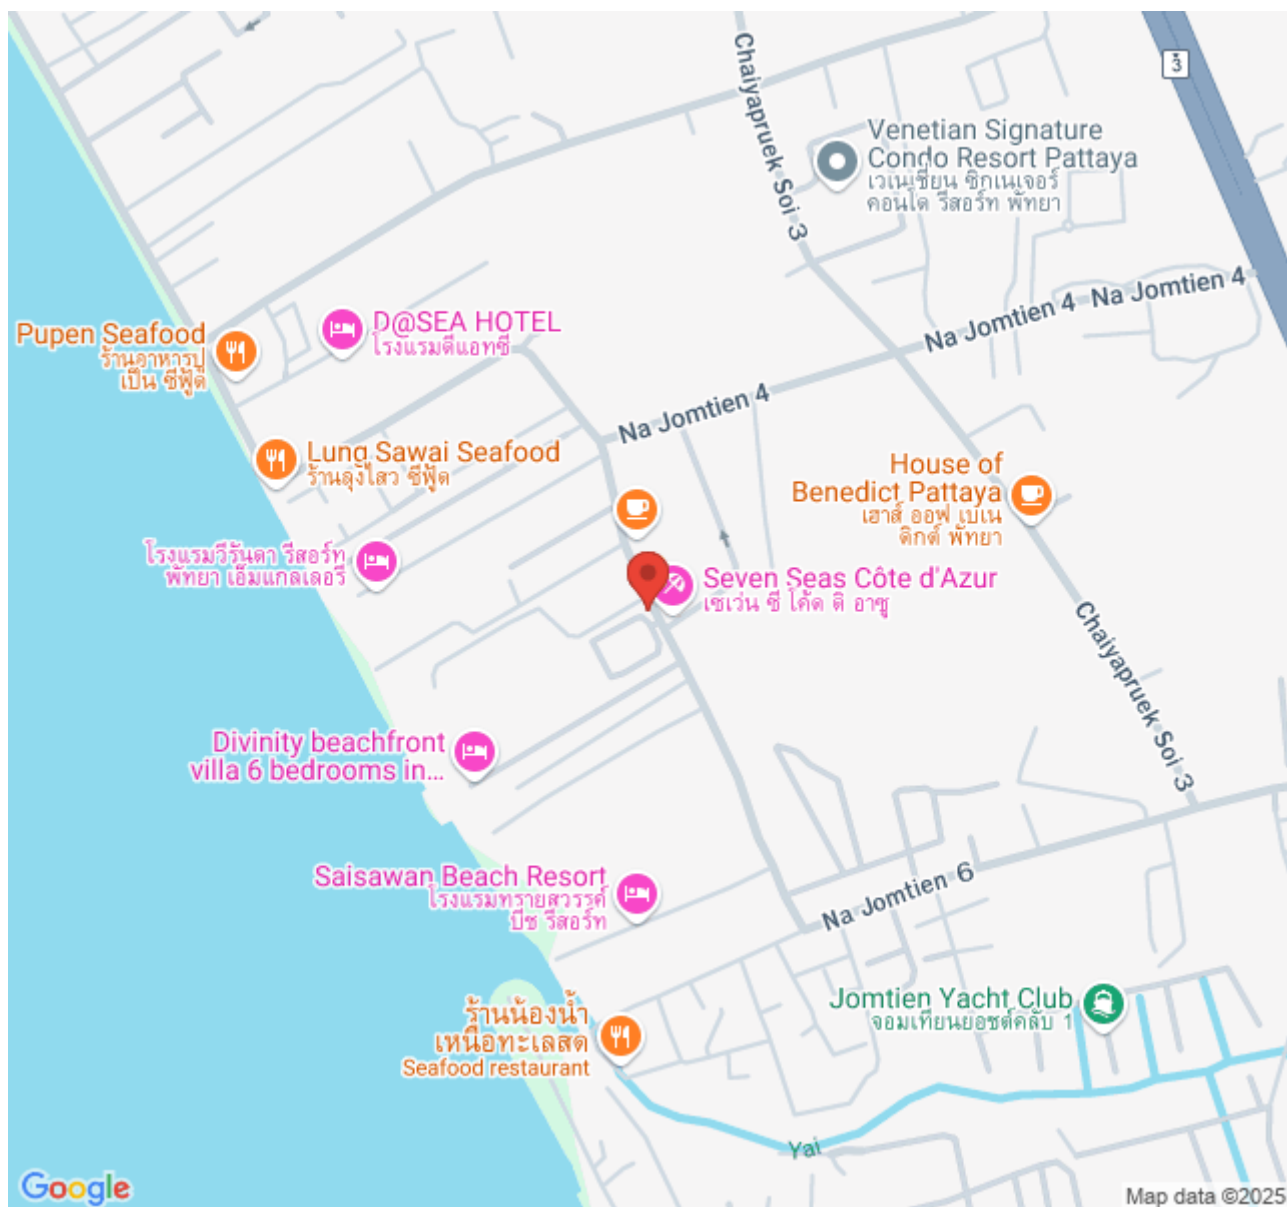 Chaiyapruek Soi 3
3
Venetian Signature
Condo Resort Pattaya
เวเนเชียน ซิกเนเจอร์
คอนโด รีสอร์ท พัทยา
Na Jomtien 4
Na Jomtien 4
D@SEA HOTEL
โรงแรมดีแอทซี
Pupen Seafood
ร้านอาหารปู
เป็น ซีฟู้ด
Na Jomtien 4
Lung Sawai Seafood
ร้านลุงไสว ซีฟู้ด
House of
Benedict Pattaya
เฮาส์ ออฟ เบเน
ดิกต์ พัทยา
โรงแรมวีรันดา รีสอร์ท
พัทยา เอ็มแกลเลอรี
Seven Seas Côte d'Azur
เซเว่น ซี โค้ด ดิ อาซู
Chaiyapruek Soi 3
Divinity beachfront
villa 6 bedrooms in...
Saisawan Beach Resort
โรงแรมทรายสวรรค์
บีช รีสอร์ท
Na Jomtien 6
Jomtien Yacht Club
จอมเทียนยอชต์คลับ 1
ร้านน้องน้ำ
เหนือทะเลสด
Seafood restaurant
Yai
Google
Map data ©2025